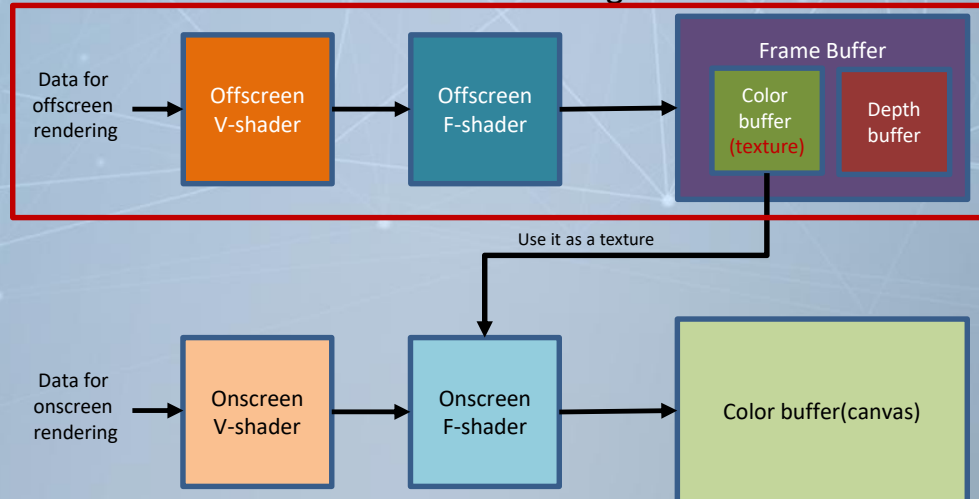 Data for
offscreen
rendering
Offscreen
V-shader
Offscreen
F-shader
Frame Buffer
Color
buffer
(texture)
Depth
buffer
Use it as a texture
Data for
onscreen
rendering
Onscreen
V-shader
Onscreen
F-shader
Color buffer(canvas)